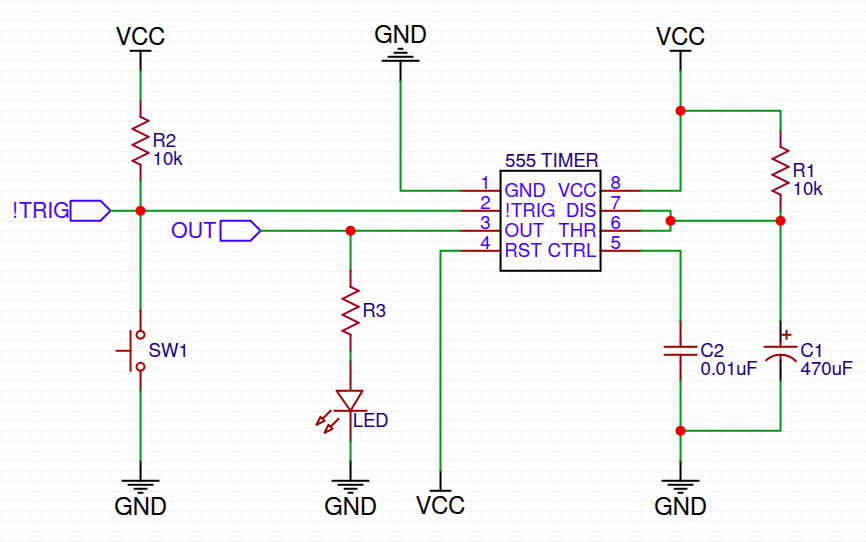 VCC
GND
VCC
R2
10k
555 TIMER
R1
10k
1
GND
VCC
8
!TRIG
2
!TRIG
DIS
7
OUT
3
OUT
THR
6
4
RST
CTRL
5
R3
SW1
C2
0.01uF
+
C1
470uF
LED
GND
GND
VCC
GND